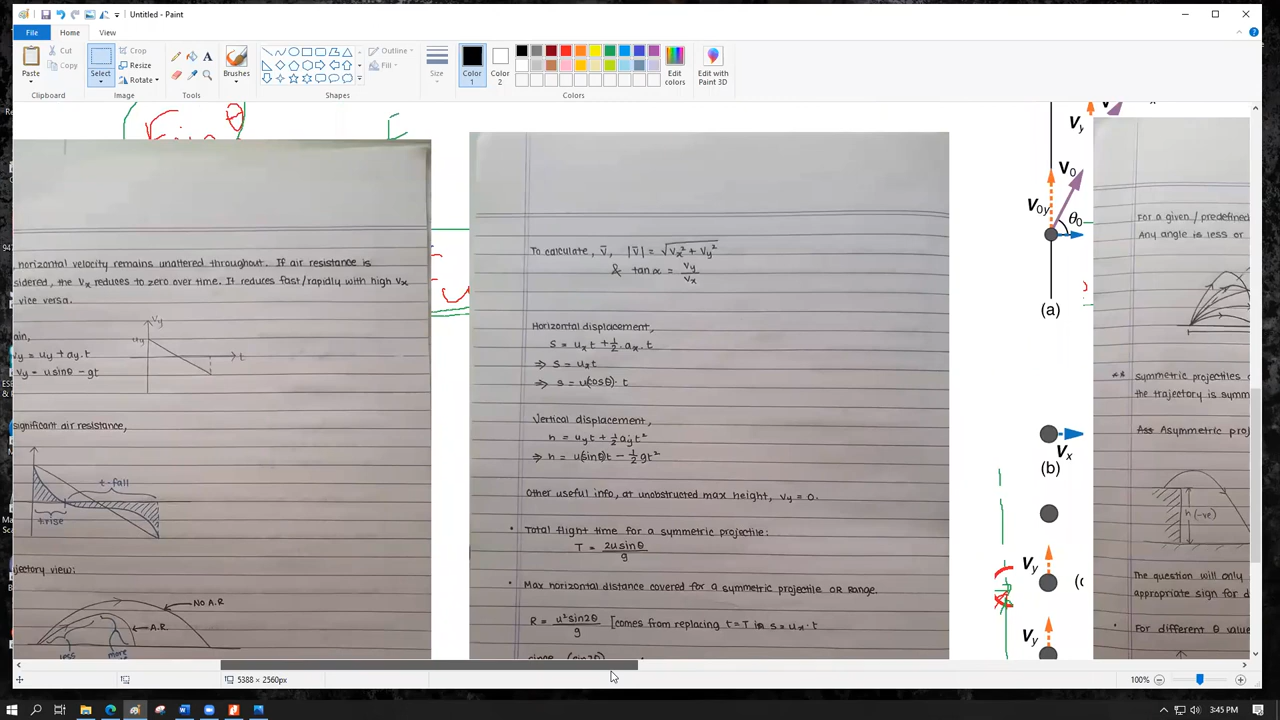 Untitled - Paint
File
Home
View
Paste
Cut
Copy
Clipboard
Select
Crop
Resize
Rotate
Image
A
Tools
Brushes
Shapes
Outline
Fill
Size
Color 1
Color 2
Edit colors
Edit with Paint 3D
Colors
horizontal velocity remains unaltered throughout. If air resistance is
sidered, the Vx reduces to zero over time. It reduces fast/rapidly with high Vx
vice versa.
ain,
Vy = uy + ay.t
Vy = usinθ - gt
Vy
uy
t
significant air resistance,
t-fall
t.rise
jectory view:
NO A.R
A.R
less
more
To calculate, v̄, |v̄| = √Vx² + Vy²
& tanα = Vy/Vx
Horizontal displacement,
s = uxt + ½.ax.t
⇒ s = uxt
⇒ s = u(cosθ). t
Vertical displacement,
h = uyt + ½ayt²
⇒ h = u(sinθ)t - ½gt²
Other useful info, at unobstructed max height, vy = 0.
• Total flight time for a symmetric projectile:
T = 2usinθ/g
• Max horizontal distance covered for a symmetric projectile OR Range.
R = u²sin2θ/g [comes from replacing t=T in s = ux.t
Vy
V0
V0y
θ0
(a)
Vx
(b)
Vy
Vy
For a given / predefined
Any angle is less or
** symmetric projectiles
the trajectory is symm
Asymmetric proj
h (-ve)
The question will only
appropriate sign for d
• For different θ value
5388 × 2560px
100%
3:45 PM